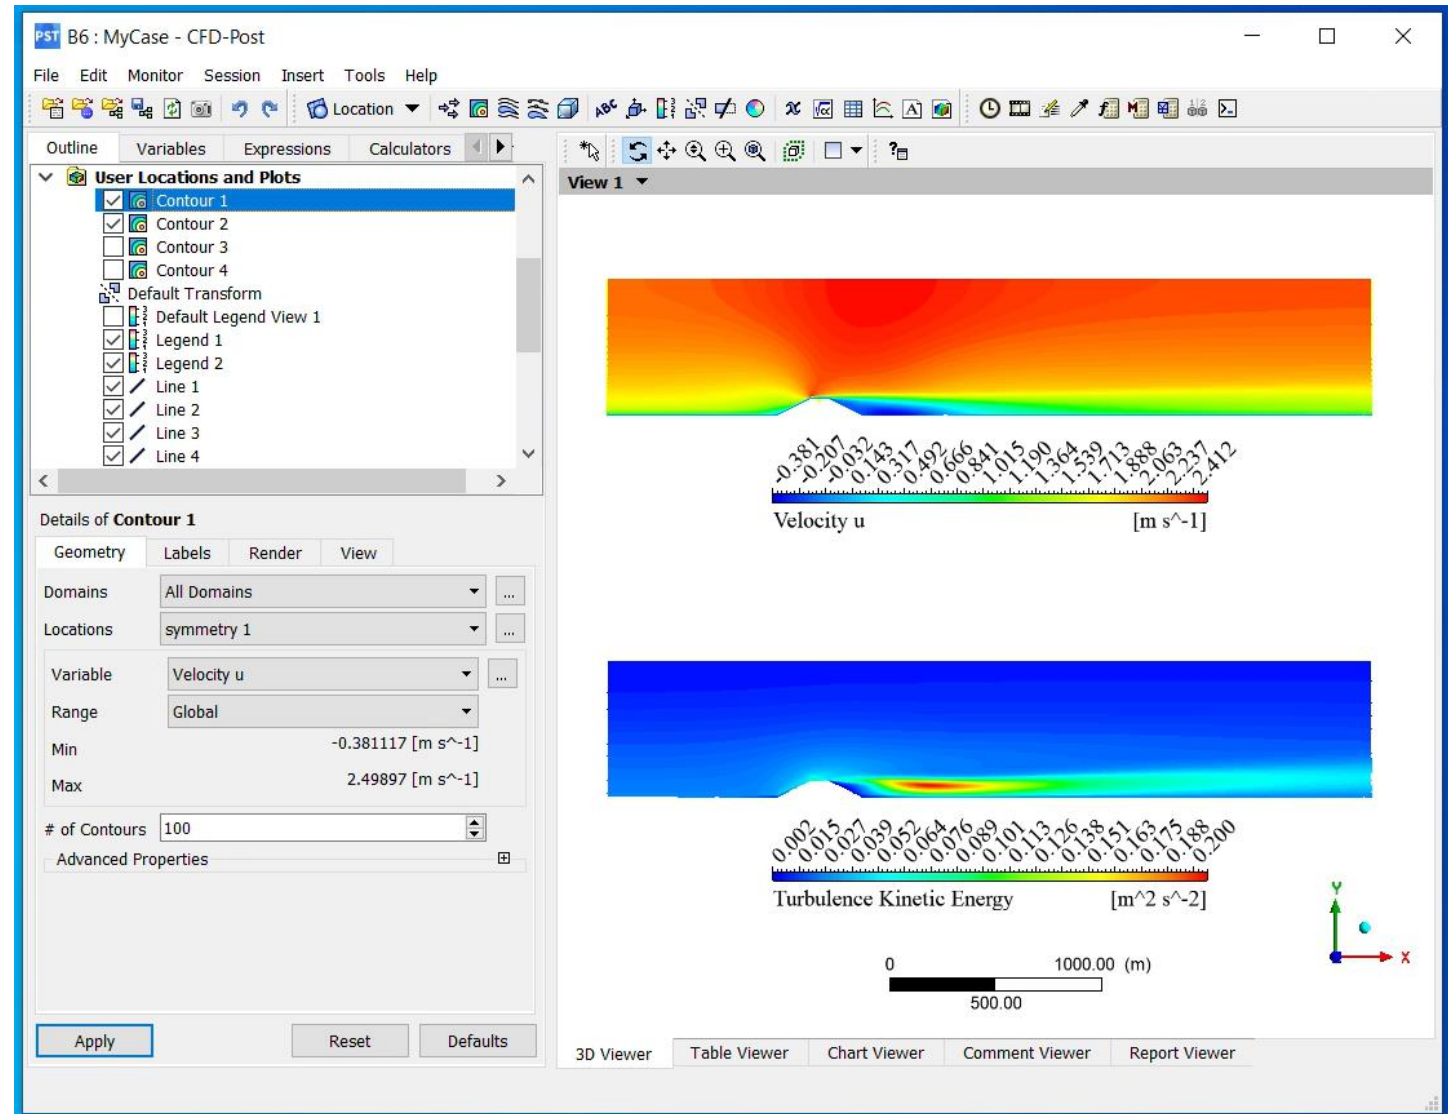 PST B6 : MyCase - CFD-Post
File Edit Monitor Session Insert Tools Help
Location
Outline Variables Expressions Calculators
User Locations and Plots
Contour 1
Contour 2
Contour 3
Contour 4
Default Transform
Default Legend View 1
Legend 1
Legend 2
Line 1
Line 2
Line 3
Line 4
Details of Contour 1
Geometry Labels Render View
Domains All Domains ...
Locations symmetry 1 ...
Variable Velocity u ...
Range Global
Min -0.381117 [m s^-1]
Max 2.49897 [m s^-1]
# of Contours 100
Advanced Properties
Apply Reset Defaults
View 1
-0.381 -0.207 -0.032 0.143 0.317 0.492 0.666 0.841 1.015 1.190 1.364 1.539 1.713 1.888 2.063 2.237 2.412
Velocity u [m s^-1]
0.002 0.015 0.027 0.039 0.052 0.064 0.076 0.089 0.101 0.113 0.126 0.138 0.151 0.163 0.175 0.188 0.200
Turbulence Kinetic Energy [m^2 s^-2]
Y
X
0 1000.00 (m)
500.00
3D Viewer Table Viewer Chart Viewer Comment Viewer Report Viewer